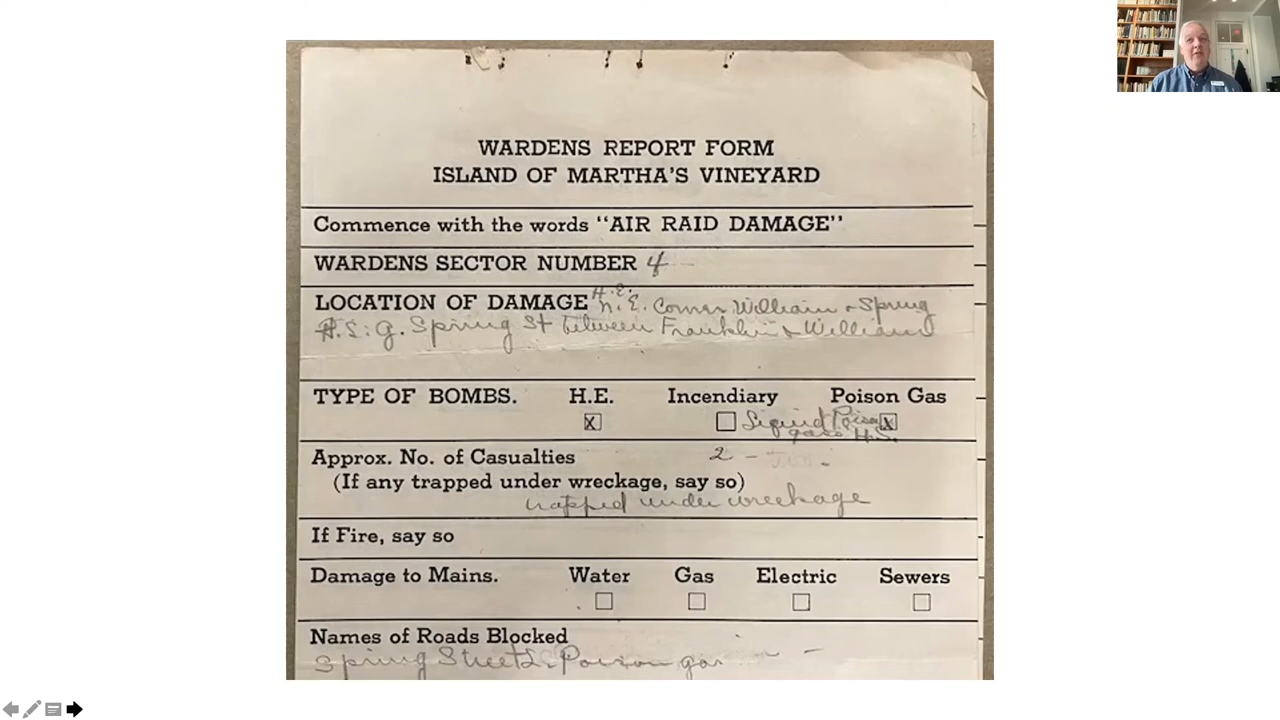 WARDENS REPORT FORM
ISLAND OF MARTHA'S VINEYARD
Commence with the words "AIR RAID DAMAGE"
WARDENS SECTOR NUMBER 4
H.E.
LOCATION OF DAMAGE N.E. Corner William & Spring
H.S. G. Spring St between Franklin & William
TYPE OF BOMBS. H.E. Incendiary Poison Gas
X Liquid Poison X
gas H.S.
Approx. No. of Casualties 2 -
(If any trapped under wreckage, say so)
trapped under wreckage
If Fire, say so
Damage to Mains. Water Gas Electric Sewers
Names of Roads Blocked
Spring Street Poison gas